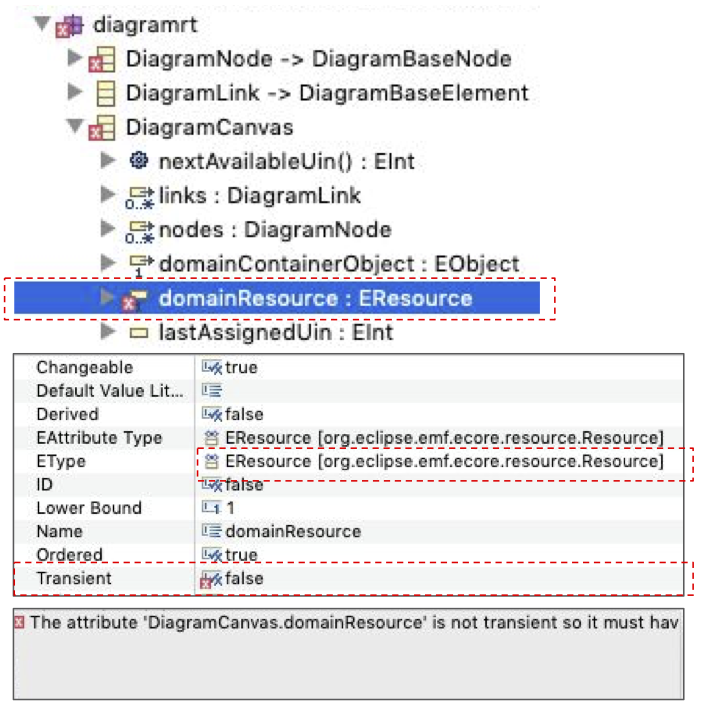 diagramrt
DiagramNode -> DiagramBaseNode
DiagramLink -> DiagramBaseElement
DiagramCanvas
nextAvailableUin() : EInt
0..* links : DiagramLink
0..* nodes : DiagramNode
1 domainContainerObject : EObject
domainResource : EResource
lastAssignedUin : EInt
Changeable true
Default Value Lit...
Derived false
EAttribute Type EResource [org.eclipse.emf.ecore.resource.Resource]
EType EResource [org.eclipse.emf.ecore.resource.Resource]
ID false
Lower Bound 1
Name domainResource
Ordered true
Transient false
The attribute 'DiagramCanvas.domainResource' is not transient so it must hav